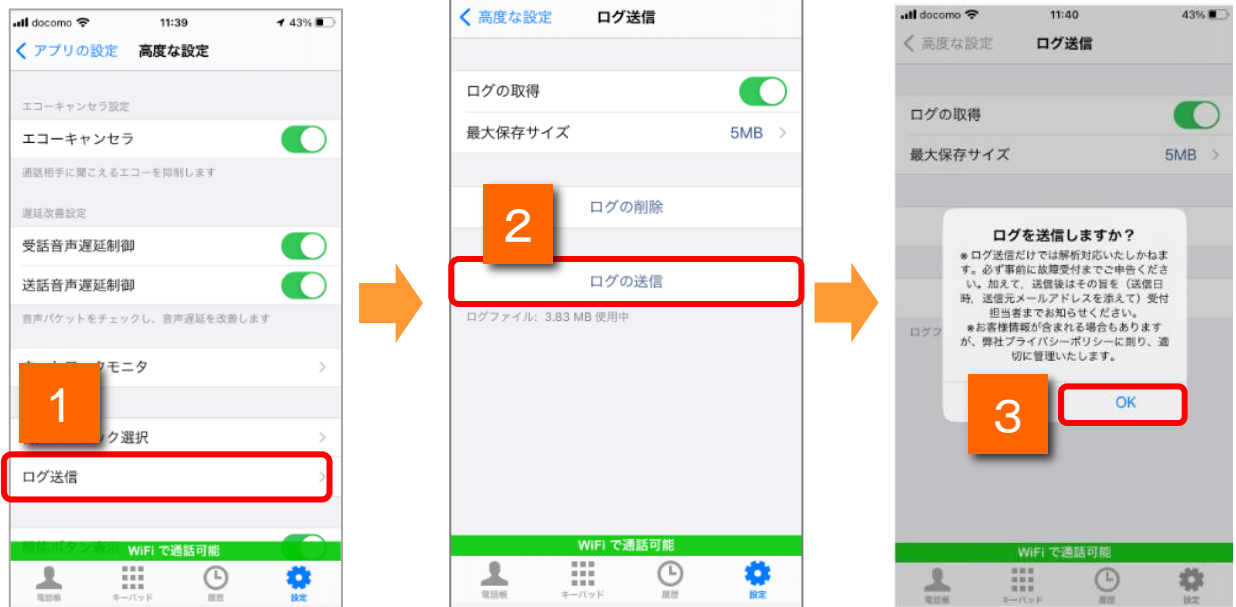 docomo 11:39 43%
アプリの設定 高度な設定
エコーキャンセラ設定
エコーキャンセラ
通話相手に聞こえるエコーを抑制します
遅延改善設定
受話音声遅延制御
送話音声遅延制御
音声パケットをチェックし、音声遅延を改善します
クモニタ
1
ック選択
ログ送信
機能ボタン表示
WiFi で通話可能
電話帳 キーパッド 履歴 設定
高度な設定 ログ送信
ログの取得
最大保存サイズ 5MB
ログの削除
2
ログの送信
ログファイル: 3.83 MB 使用中
WiFi で通話可能
電話帳 キーパッド 履歴 設定
docomo 11:40 43%
高度な設定 ログ送信
ログの取得
最大保存サイズ 5MB
ログを送信しますか？
※ログ送信だけでは解析対応いたしかねま
す。必ず事前に故障受付までご申告くださ
い。加えて、送信後はその旨を（送信日
時、送信元メールアドレスを添えて）受付
担当者までお知らせください。
※お客様情報が含まれる場合もあります
が、弊社プライバシーポリシーに則り、適
切に管理いたします。
ログフ
3
OK
WiFi で通話可能
電話帳 キーパッド 履歴 設定